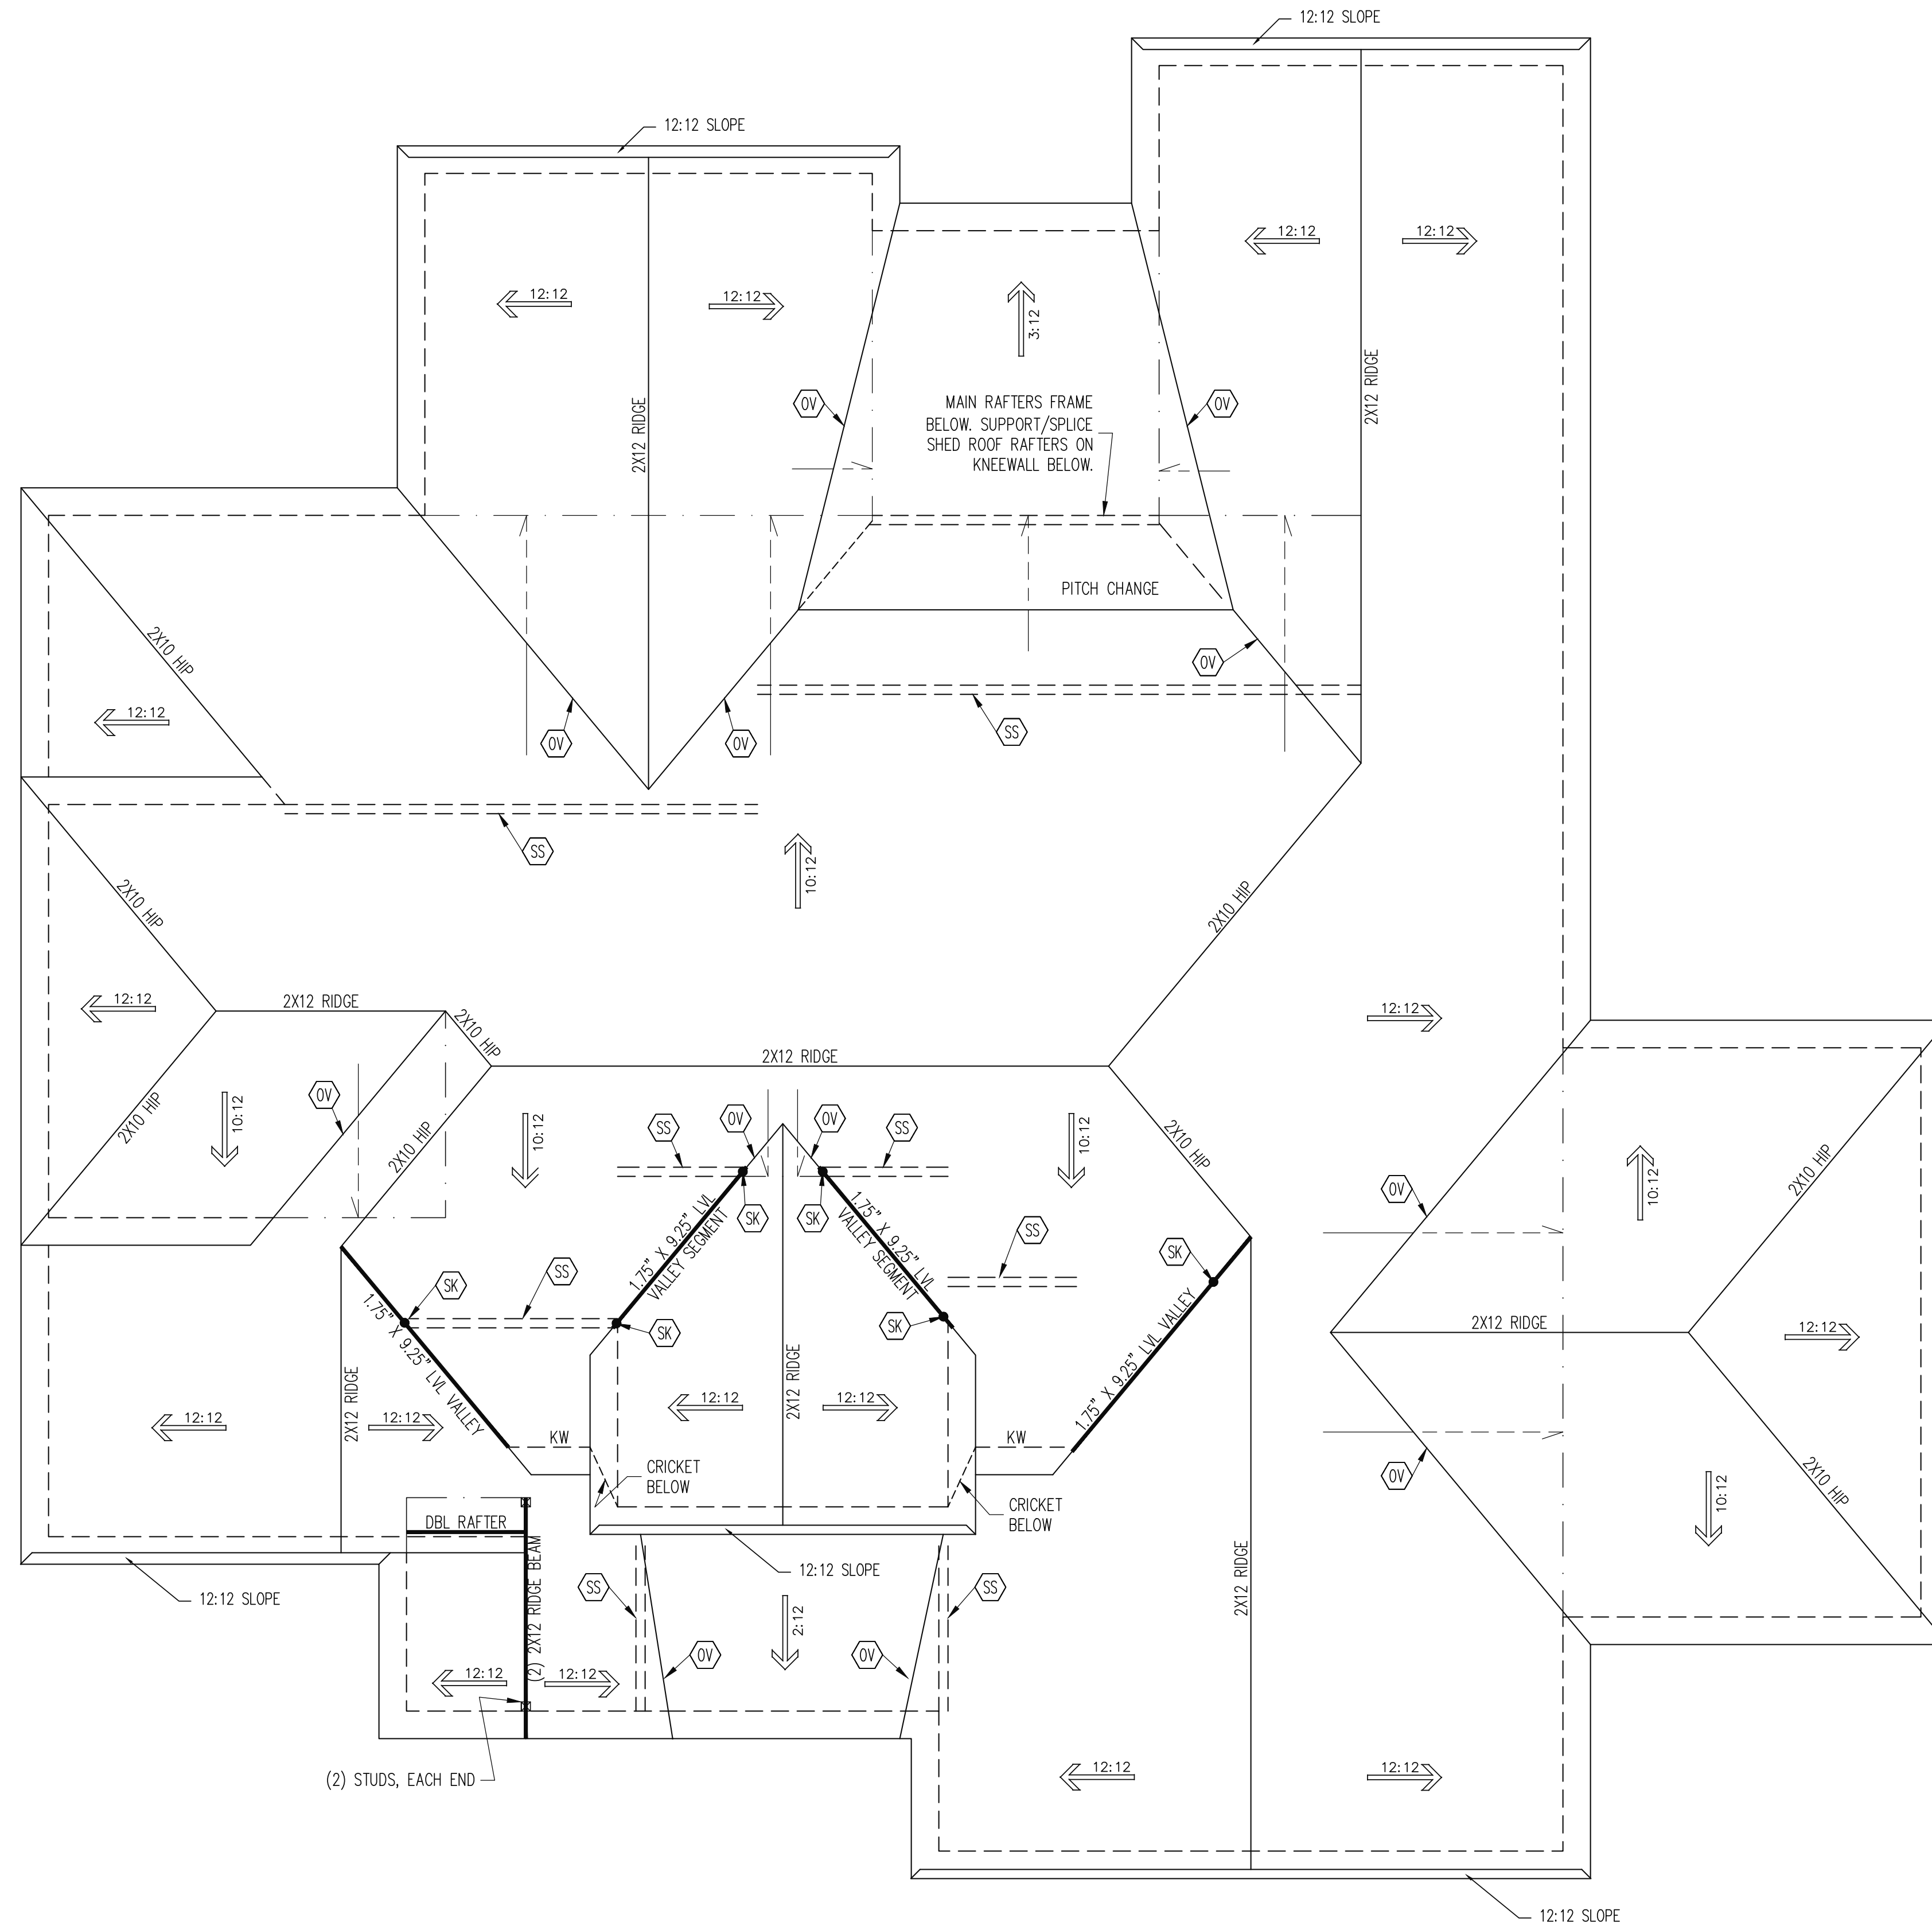 12:12 SLOPE
12:12 SLOPE
12:12
12:12
12:12
12:12
3:12
2X12 RIDGE
2X12 RIDGE
OV
OV
MAIN RAFTERS FRAME
BELOW. SUPPORT/SPLICE
SHED ROOF RAFTERS ON
KNEEWALL BELOW.
PITCH CHANGE
2X10 HIP
OV
12:12
OV
OV
SS
SS
10:12
2X10 HIP
2X10 HIP
12:12
2X12 RIDGE
2X10 HIP
12:12
2X12 RIDGE
OV
10:12
2X10 HIP
2X10 HIP
10:12
SS
OV
OV
SS
10:12
2X10 HIP
2X10 HIP
10:12
OV
SK
SK
1.75" X 9.25" LVL
VALLEY SEGMENT
1.75" X 9.25" LVL
VALLEY SEGMENT
SS
SK
SS
SK
SK
SK
1.75" X 9.25" LVL VALLEY
1.75" X 9.25" LVL VALLEY
2X12 RIDGE
12:12
2X12 RIDGE
12:12
12:12
2X12 RIDGE
12:12
12:12
KW
KW
CRICKET
BELOW
CRICKET
BELOW
OV
2X10 HIP
10:12
DBL RAFTER
(2) 2X12 RIDGE BEAM
12:12 SLOPE
12:12 SLOPE
SS
SS
2:12
2X12 RIDGE
OV
OV
12:12
12:12
(2) STUDS, EACH END
12:12
12:12
12:12 SLOPE